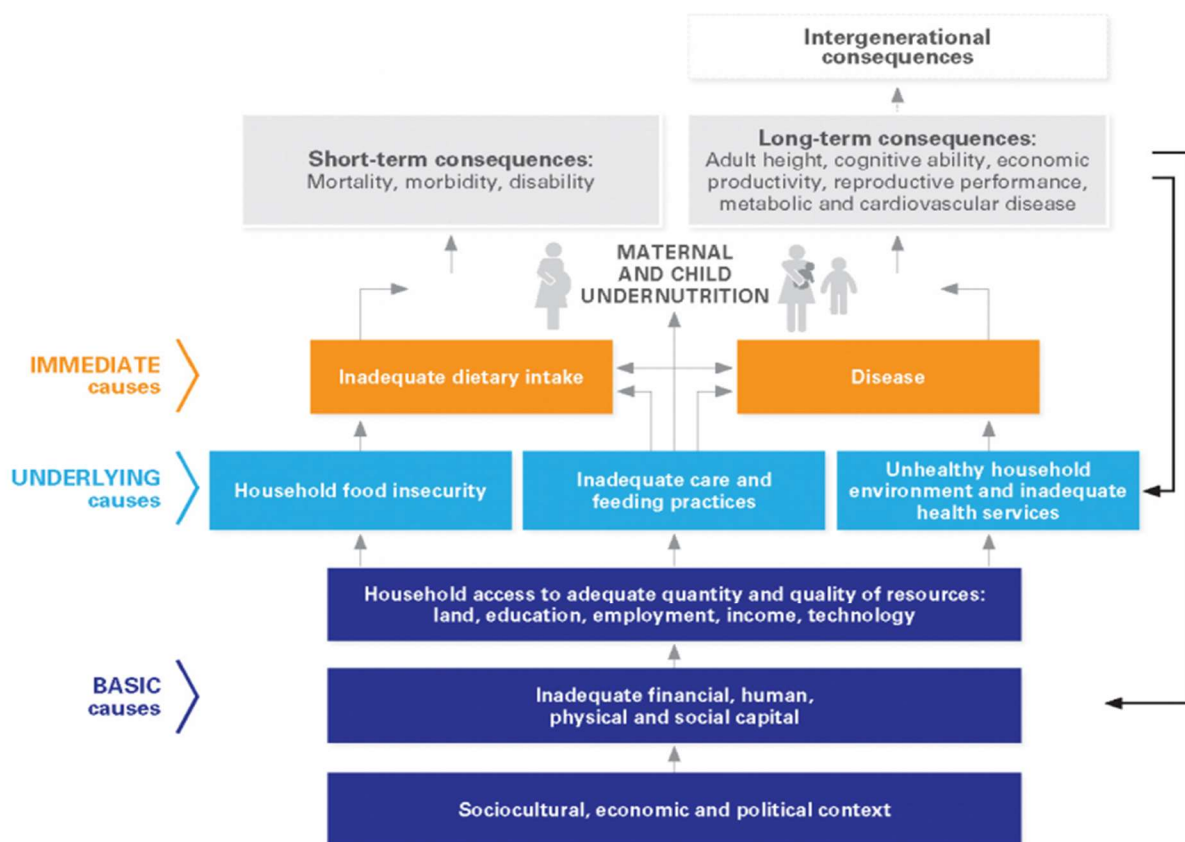 Intergenerational
consequences
Short-term consequences:
Mortality, morbidity, disability
Long-term consequences:
Adult height, cognitive ability, economic
productivity, reproductive performance,
metabolic and cardiovascular disease
MATERNAL
AND CHILD
UNDERNUTRITION
IMMEDIATE
causes
Inadequate dietary intake
Disease
UNDERLYING
causes
Household food insecurity
Inadequate care and
feeding practices
Unhealthy household
environment and inadequate
health services
Household access to adequate quantity and quality of resources:
land, education, employment, income, technology
BASIC
causes
Inadequate financial, human,
physical and social capital
Sociocultural, economic and political context